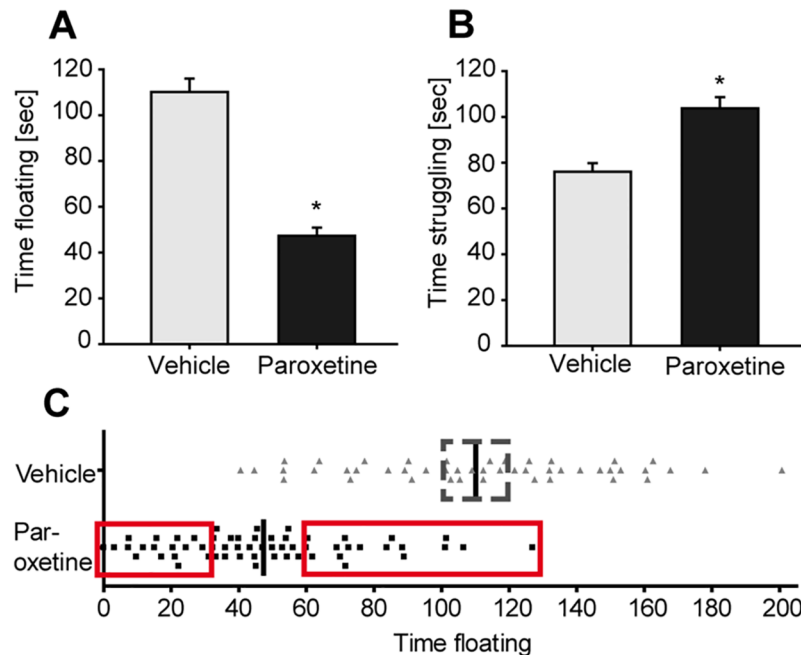 A
Time floating [sec]
120
100
80
60
40
20
0
*
Vehicle
Paroxetine
B
Time struggling [sec]
120
100
80
60
40
20
0
*
Vehicle
Paroxetine
C
Vehicle
Par-
oxetine
0 20 40 60 80 100 120 140 160 180 200
Time floating